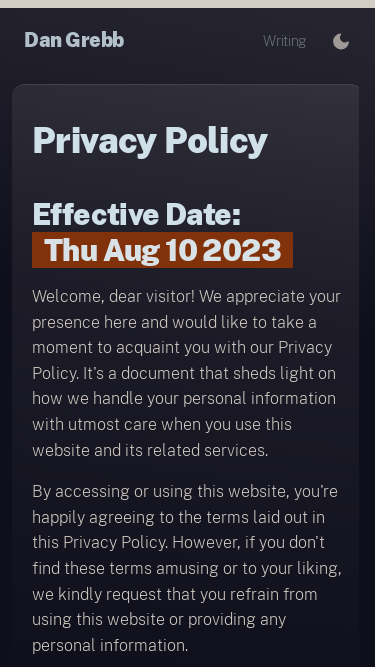 Dan Grebb
Writing
Privacy Policy
Effective Date:
Thu Aug 10 2023
Welcome, dear visitor! We appreciate your
presence here and would like to take a
moment to acquaint you with our Privacy
Policy. It's a document that sheds light on
how we handle your personal information
with utmost care when you use this
website and its related services.
By accessing or using this website, you're
happily agreeing to the terms laid out in
this Privacy Policy. However, if you don't
find these terms amusing or to your liking,
we kindly request that you refrain from
using this website or providing any
personal information.